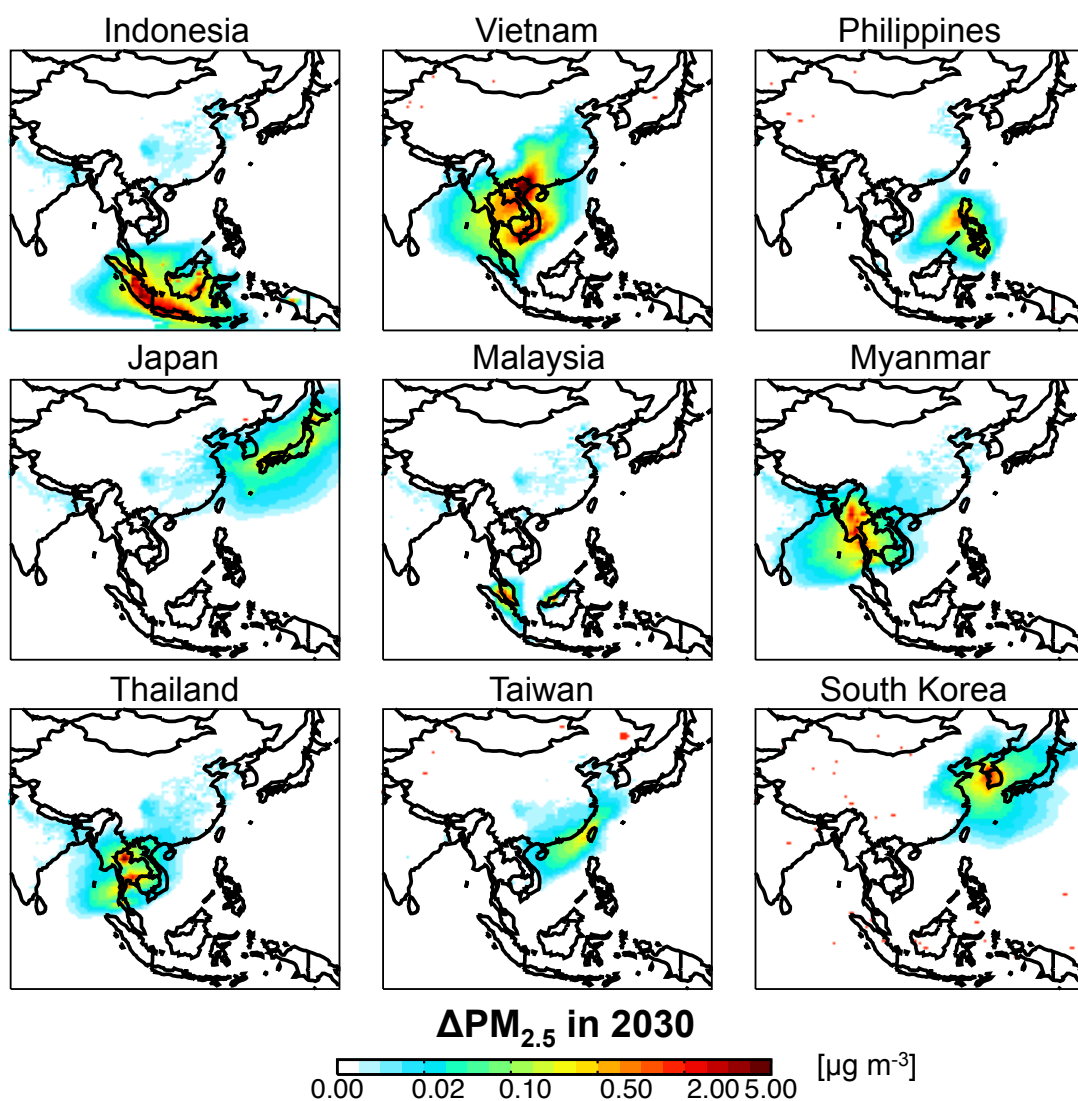 Indonesia Vietnam Philippines
Japan Malaysia Myanmar
Thailand Taiwan South Korea
ΔPM2.5 in 2030
[μg m-3]
0.00 0.02 0.10 0.50 2.00 5.00